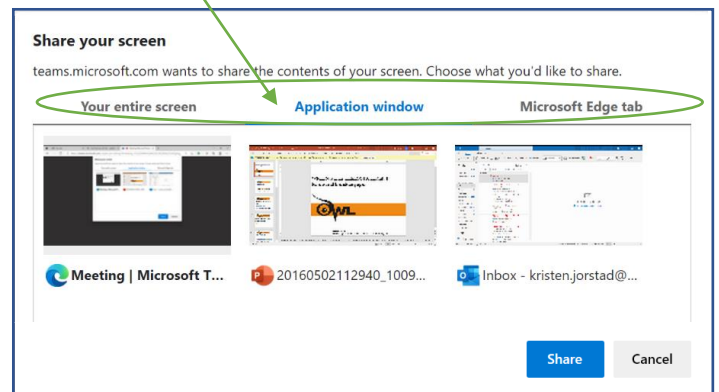 Share your screen
teams.microsoft.com wants to share the contents of your screen. Choose what you'd like to share.
Your entire screen Application window Microsoft Edge tab
OWL
Meeting | Microsoft T... 20160502112940_1009... Inbox - kristen.jorstad@...
Share Cancel